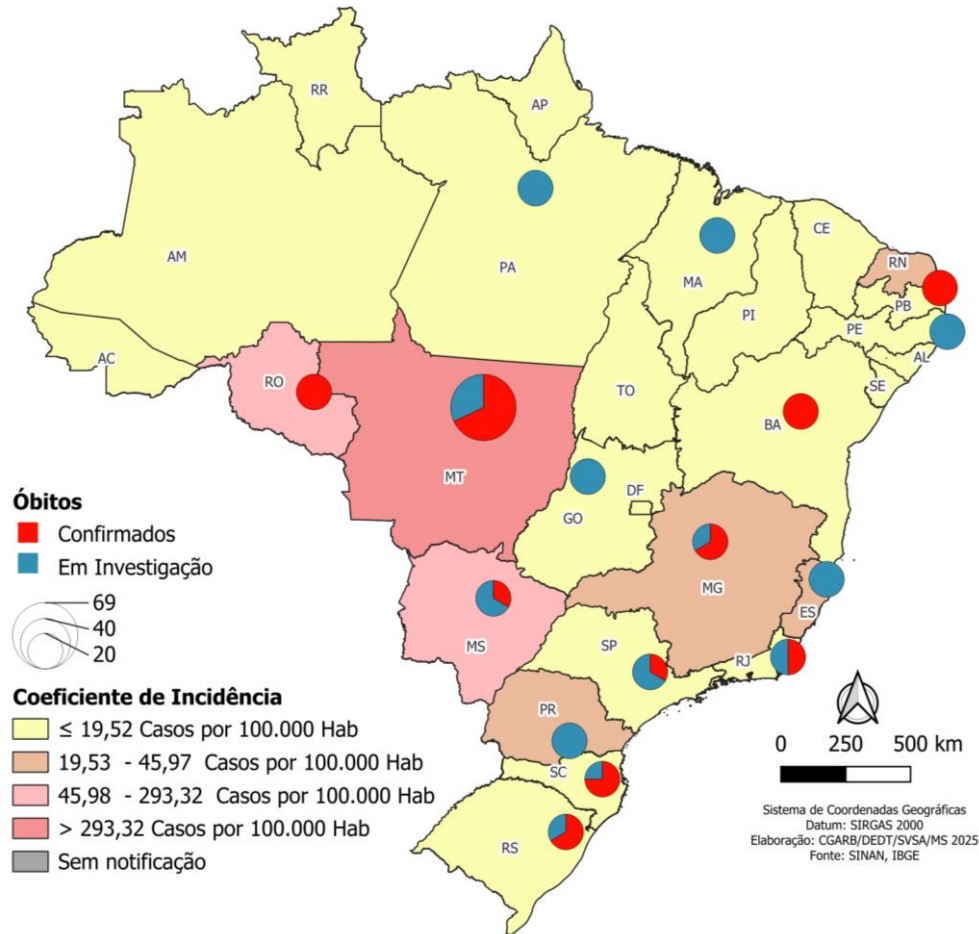 RR
AP
AM
PA
MA
CE
RN
PB
PI
PE
AL
SE
AC
RO
TO
BA
MT
DF
GO
MG
ES
MS
SP
RJ
PR
SC
RS
Óbitos
Confirmados
Em Investigação
69
40
20
Coeficiente de Incidência
≤ 19,52 Casos por 100.000 Hab
19,53 - 45,97 Casos por 100.000 Hab
45,98 - 293,32 Casos por 100.000 Hab
> 293,32 Casos por 100.000 Hab
Sem notificação
0 250 500 km
Sistema de Coordenadas Geográficas
Datum: SIRGAS 2000
Elaboração: CGARB/DEDT/SVSA/MS 2025
Fonte: SINAN, IBGE